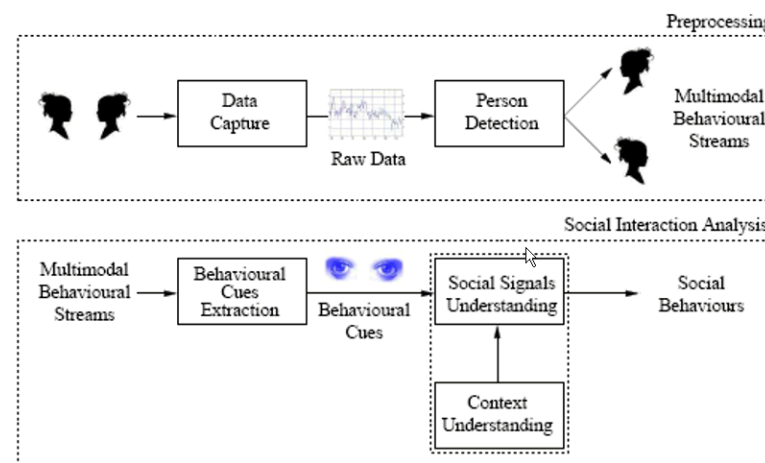 Preprocessing
Data
Capture
Raw Data
Person
Detection
Multimodal
Behavioural
Streams
Social Interaction Analysis
Multimodal
Behavioural
Streams
Behavioural
Cues
Extraction
Behavioural
Cues
Social Signals
Understanding
Social
Behaviours
Context
Understanding